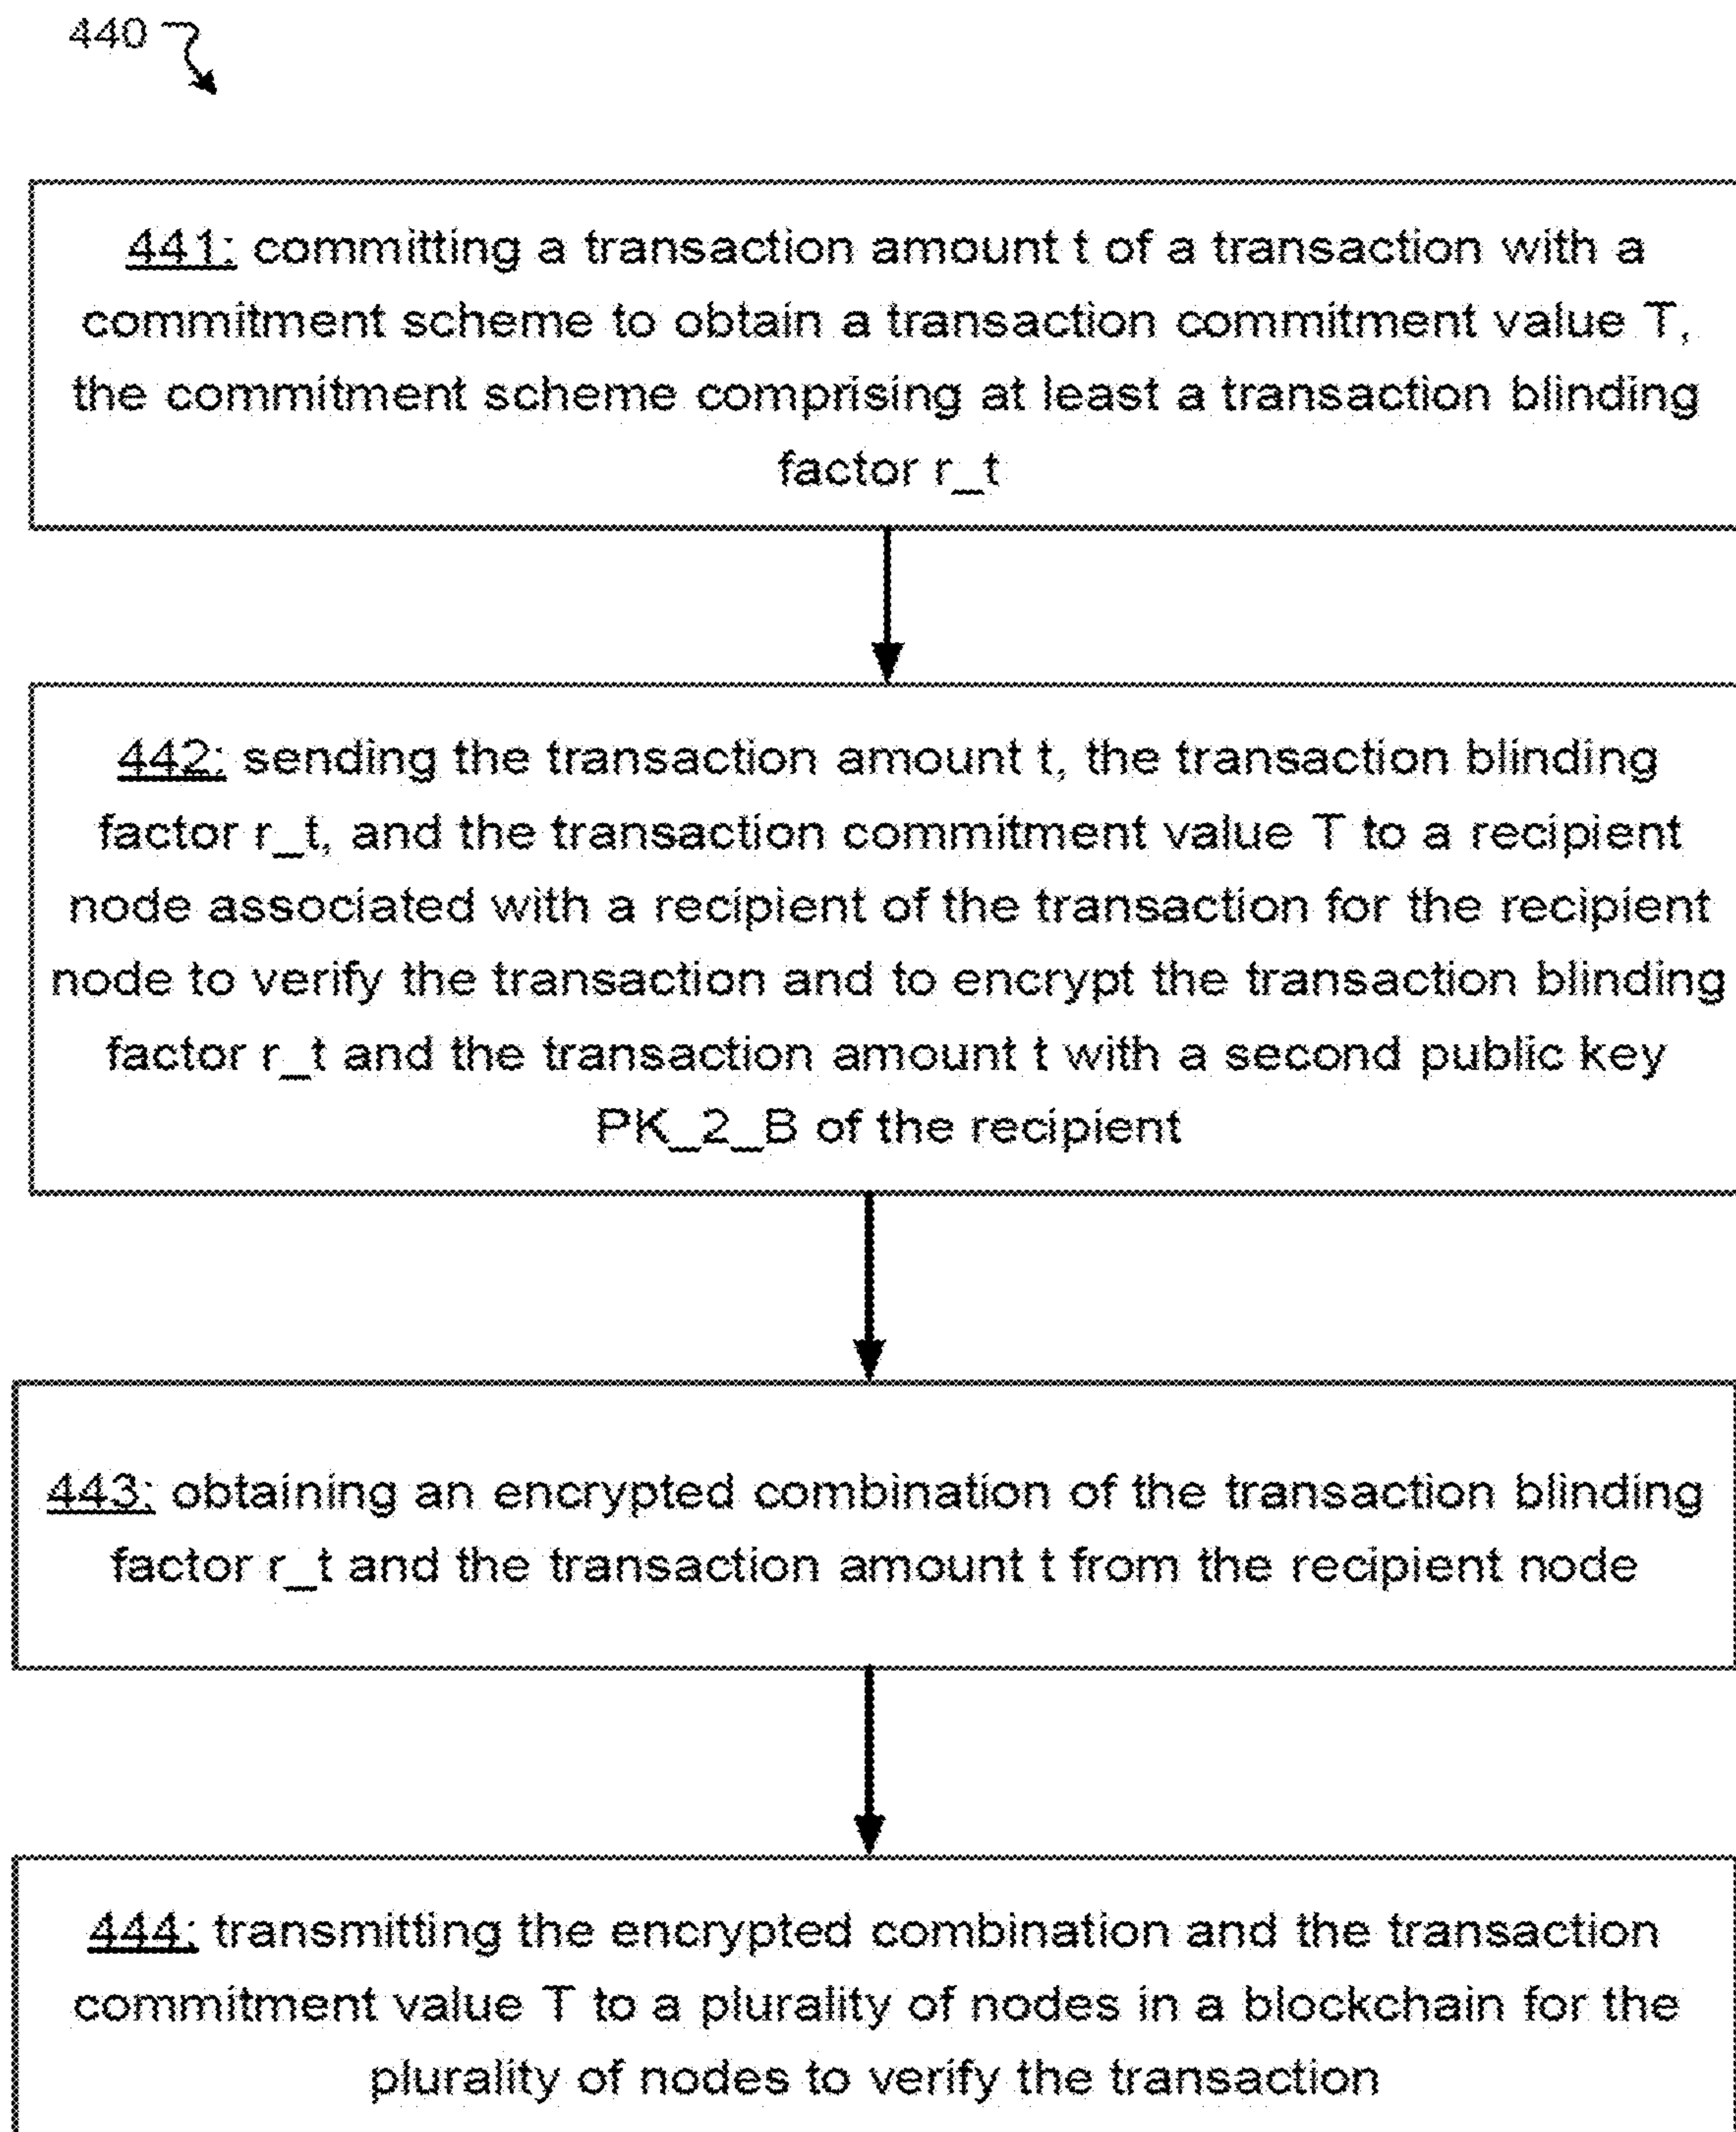 440
441: committing a transaction amount t of a transaction with a
commitment scheme to obtain a transaction commitment value T,
the commitment scheme comprising at least a transaction blinding
factor r_t
442: sending the transaction amount t, the transaction blinding
factor r_t, and the transaction commitment value T to a recipient
node associated with a recipient of the transaction for the recipient
node to verify the transaction and to encrypt the transaction blinding
factor r_t and the transaction amount t with a second public key
PK_2_B of the recipient
443: obtaining an encrypted combination of the transaction blinding
factor r_t and the transaction amount t from the recipient node
444: transmitting the encrypted combination and the transaction
commitment value T to a plurality of nodes in a blockchain for the
plurality of nodes to verify the transaction